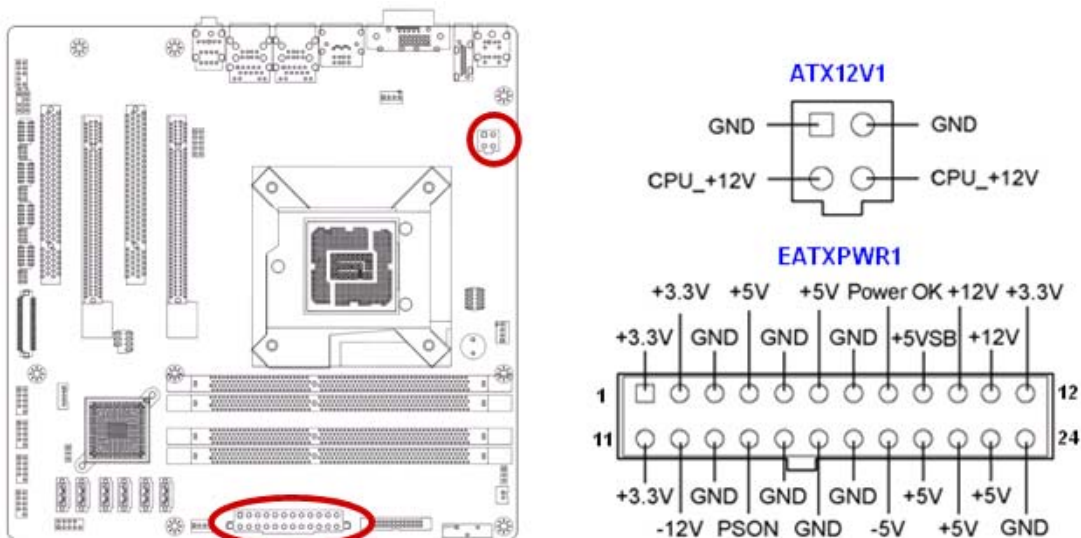 ATX12V1
GND GND
CPU_+12V CPU_+12V
EATXPWR1
+3.3V +5V +5V Power OK +12V +3.3V
+3.3V GND GND GND +5VSB +12V
1 12
11 24
+3.3V GND GND GND +5V +5V
-12V PSON GND -5V +5V GND